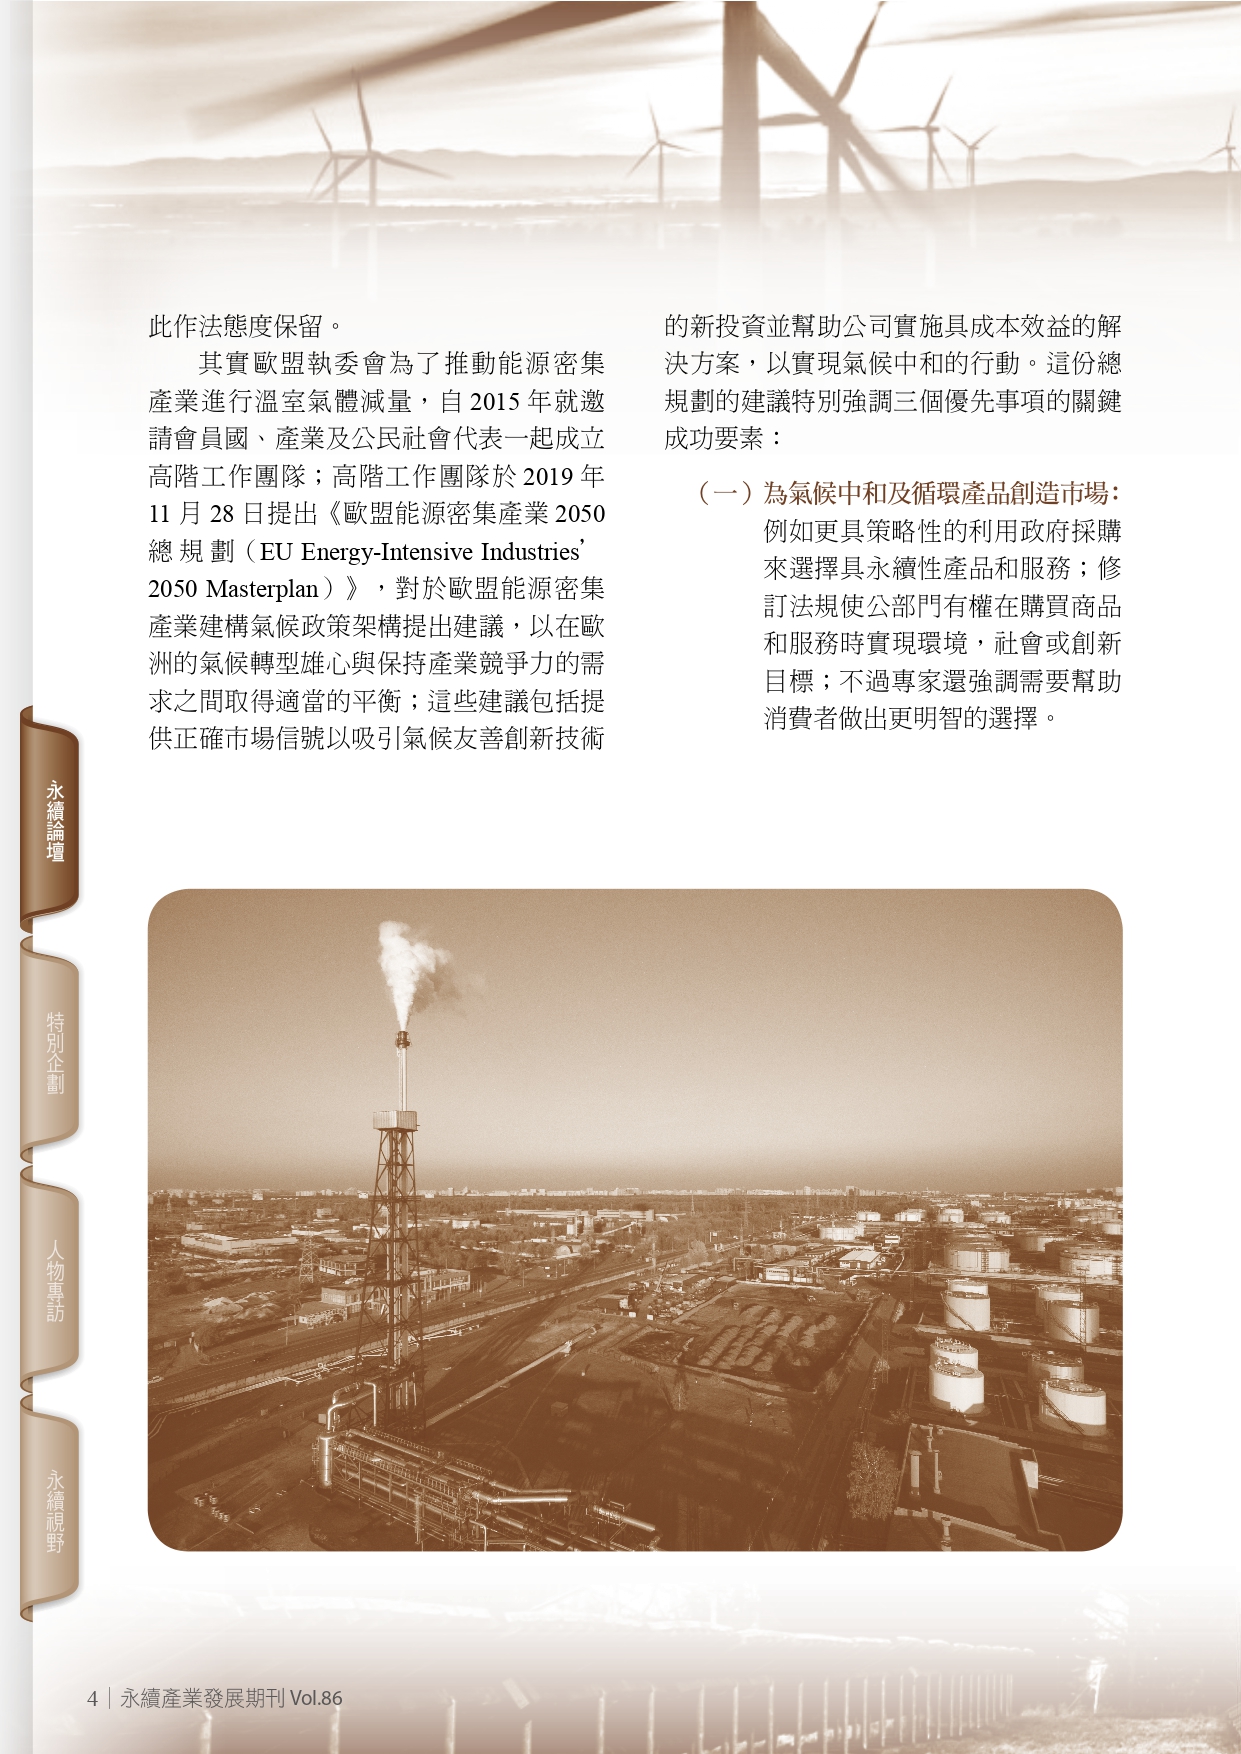 此作法態度保留。
其實歐盟執委會為了推動能源密集
產業進行溫室氣體減量，自 2015 年就邀
請會員國、產業及公民社會代表一起成立
高階工作團隊；高階工作團隊於 2019 年
11 月 28 日提出《歐盟能源密集產業 2050
總規劃（EU Energy-Intensive Industries’
2050 Masterplan）》，對於歐盟能源密集
產業建構氣候政策架構提出建議，以在歐
洲的氣候轉型雄心與保持產業競爭力的需
求之間取得適當的平衡；這些建議包括提
供正確市場信號以吸引氣候友善創新技術
的新投資並幫助公司實施具成本效益的解
決方案，以實現氣候中和的行動。這份總
規劃的建議特別強調三個優先事項的關鍵
成功要素：
（一）為氣候中和及循環產品創造市場：
例如更具策略性的利用政府採購
來選擇具永續性產品和服務；修
訂法規使公部門有權在購買商品
和服務時實現環境，社會或創新
目標；不過專家還強調需要幫助
消費者做出更明智的選擇。
永續論壇
特別企劃
人物專訪
永續視野
4｜永續產業發展期刊 Vol.86